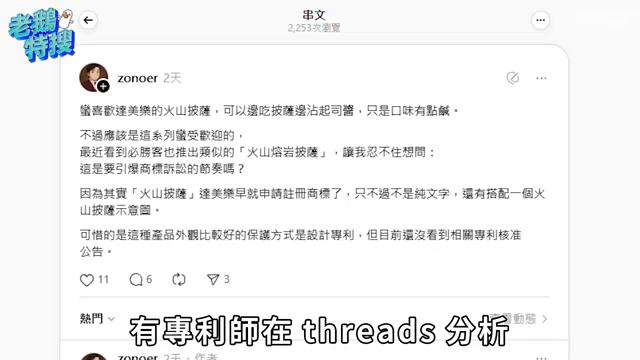 老鵝
特搜
串文
2,253次瀏覽
zonoer 2天
蠻喜歡達美樂的火山披薩，可以邊吃披薩邊沾起司醬，只是口味有點鹹。
不過應該是這系列蠻受歡迎的，
最近看到必勝客也推出類似的「火山熔岩披薩」，讓我忍不住想問：
這是要引爆商標訴訟的節奏嗎？
因為其實「火山披薩」達美樂早就申請註冊商標了，只不過不是純文字，還有搭配一個火
山披薩示意圖。
可惜的是這種產品外觀比較好的保護方式是設計專利，但目前還沒看到相關專利核准
公告。
11 6 3
熱門
動態
有專利師在 threads 分析
zonoer 2天·作者